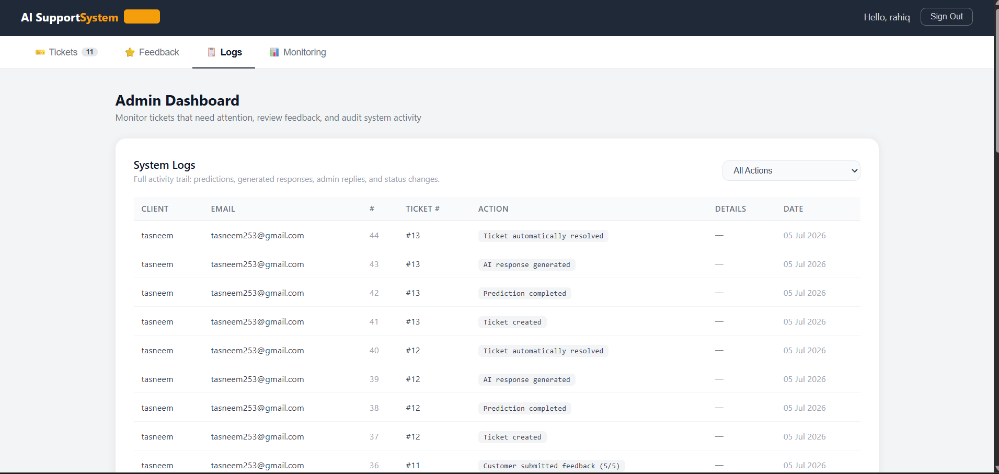 AI SupportSystem
Hello, rahiq
Sign Out
Tickets 11
Feedback
Logs
Monitoring
Admin Dashboard
Monitor tickets that need attention, review feedback, and audit system activity
System Logs
Full activity trail: predictions, generated responses, admin replies, and status changes.
All Actions
CLIENT EMAIL # TICKET # ACTION DETAILS DATE
tasneem tasneem253@gmail.com 44 #13 Ticket automatically resolved — 05 Jul 2026
tasneem tasneem253@gmail.com 43 #13 AI response generated — 05 Jul 2026
tasneem tasneem253@gmail.com 42 #13 Prediction completed — 05 Jul 2026
tasneem tasneem253@gmail.com 41 #13 Ticket created — 05 Jul 2026
tasneem tasneem253@gmail.com 40 #12 Ticket automatically resolved — 05 Jul 2026
tasneem tasneem253@gmail.com 39 #12 AI response generated — 05 Jul 2026
tasneem tasneem253@gmail.com 38 #12 Prediction completed — 05 Jul 2026
tasneem tasneem253@gmail.com 37 #12 Ticket created — 05 Jul 2026
tasneem tasneem253@gmail.com 36 #11 Customer submitted feedback (5/5) — 05 Jul 2026